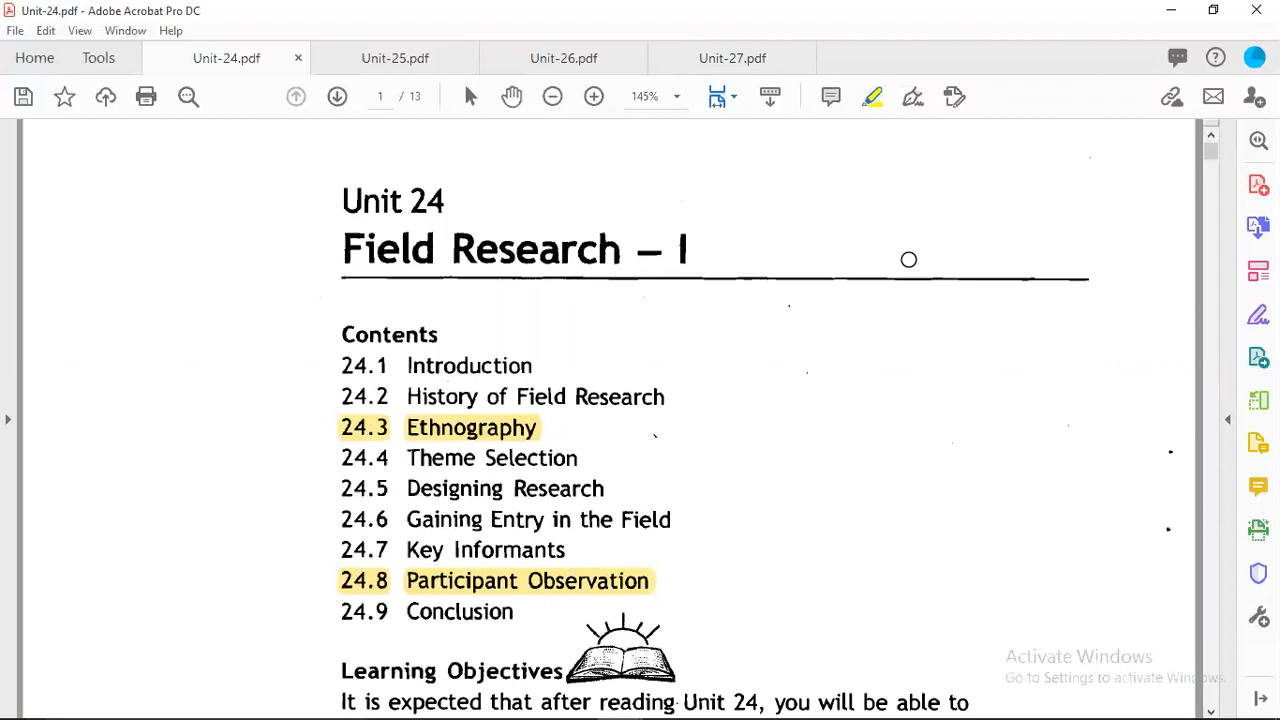 Unit-24.pdf - Adobe Acrobat Pro DC
File Edit View Window Help
Home Tools Unit-24.pdf × Unit-25.pdf Unit-26.pdf Unit-27.pdf
1 / 13 145%
Unit 24
Field Research – I
Contents
24.1 Introduction
24.2 History of Field Research
24.3 Ethnography
24.4 Theme Selection
24.5 Designing Research
24.6 Gaining Entry in the Field
24.7 Key Informants
24.8 Participant Observation
24.9 Conclusion
Learning Objectives
It is expected that after reading Unit 24, you will be able to
Activate Windows
Go to Settings to activate Windows.